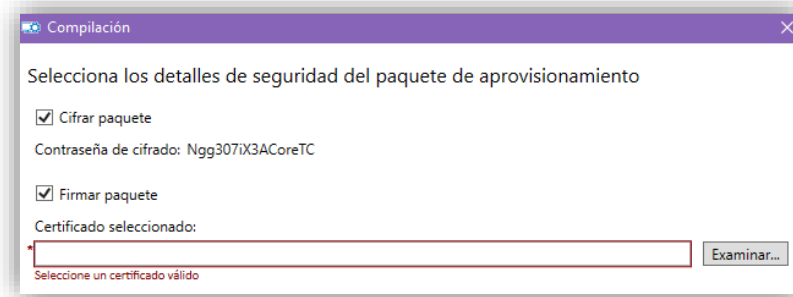 Compilación
Selecciona los detalles de seguridad del paquete de aprovisionamiento
Cifrar paquete
Contraseña de cifrado: Ngg307iX3ACoreTC
Firmar paquete
Certificado seleccionado:
*
Examinar...
Seleccione un certificado válido